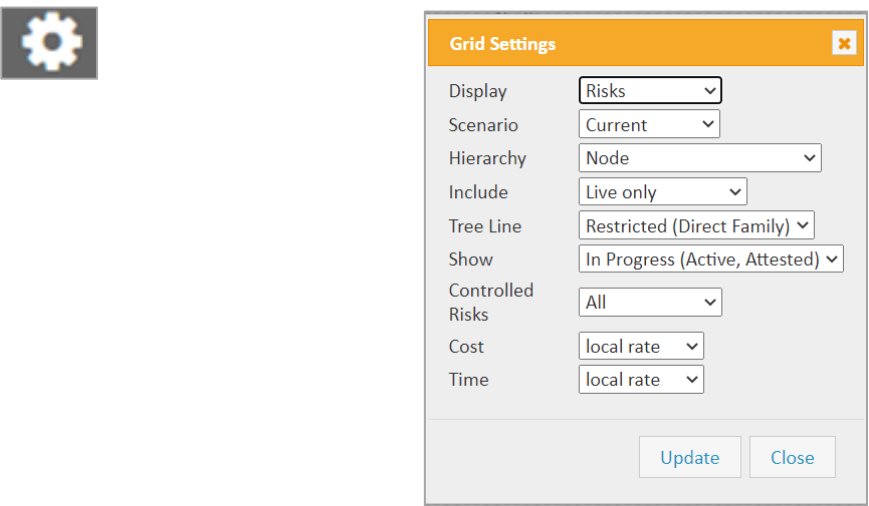 Grid Settings
Display Risks
Scenario Current
Hierarchy Node
Include Live only
Tree Line Restricted (Direct Family)
Show In Progress (Active, Attested)
Controlled
Risks All
Cost local rate
Time local rate
Update Close